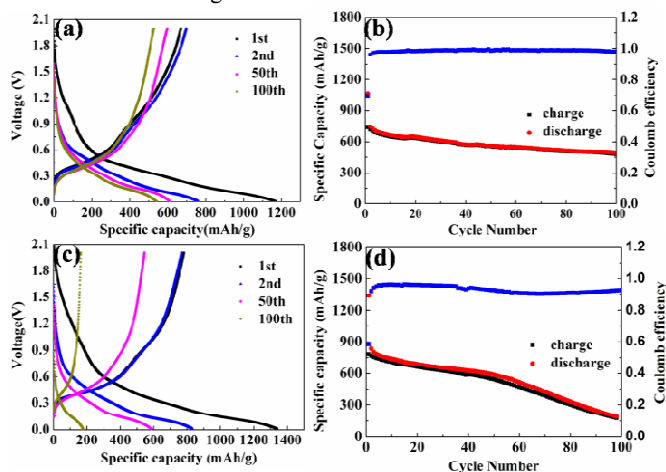 (a)
2.1
1.8
1.5
1.2
0.9
0.6
0.3
0.0
Voltage (V)
1st
2nd
50th
100th
0 200 400 600 800 1000 1200
Specific capacity(mAh/g)
(b)
1800
1500
1200
900
600
300
0
Specific Capacity (mAh/g)
charge
discharge
1.2
1.0
0.8
0.6
0.4
0.2
0.0
Coulomb efficiency
0 20 40 60 80 100
Cycle Number
(c)
2.1
1.8
1.5
1.2
0.9
0.6
0.3
0.0
Voltage(V)
1st
2nd
50th
100th
0 200 400 600 800 1000 1200 1400
Specific capacity(mAh/g)
(d)
1800
1500
1200
900
600
300
0
Specific capacity (mAh/g)
charge
discharge
1.2
1.0
0.8
0.6
0.4
0.2
0.0
Coulomb efficiency
0 20 40 60 80 100
Cycle Number